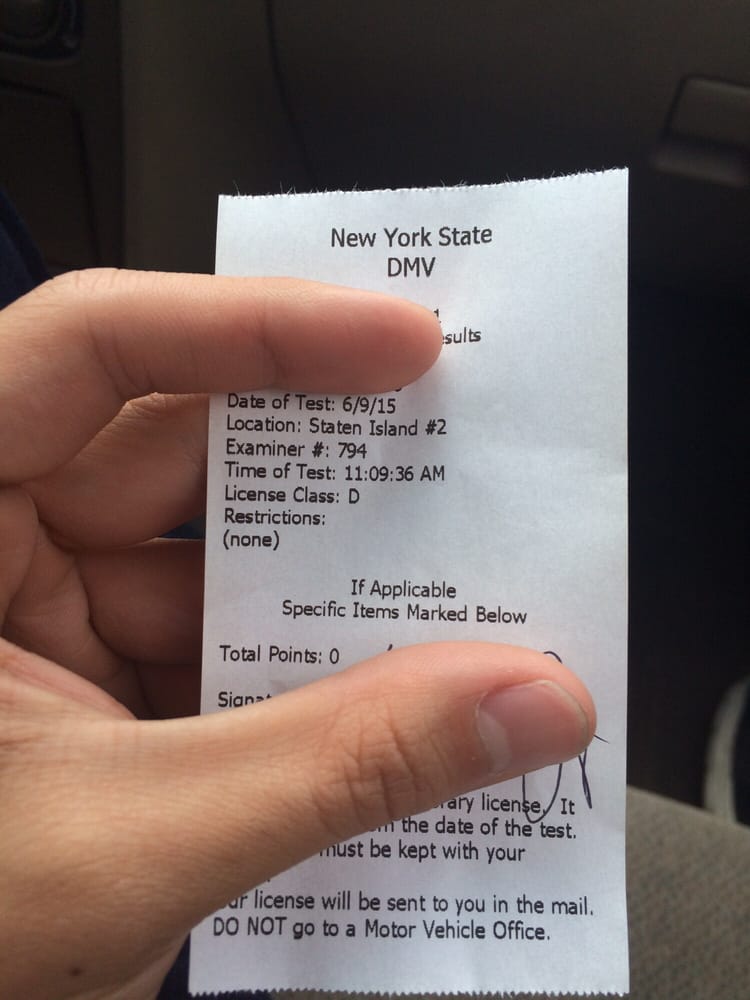 New York State
DMV
Date of Test: 6/9/15
Location: Staten Island #2
Examiner #: 794
Time of Test: 11:09:36 AM
License Class: D
Restrictions:
(none)
If Applicable
Specific Items Marked Below
Total Points: 0
license. It
the date of the test.
must be kept with your
license will be sent to you in the mail.
DO NOT go to a Motor Vehicle Office.